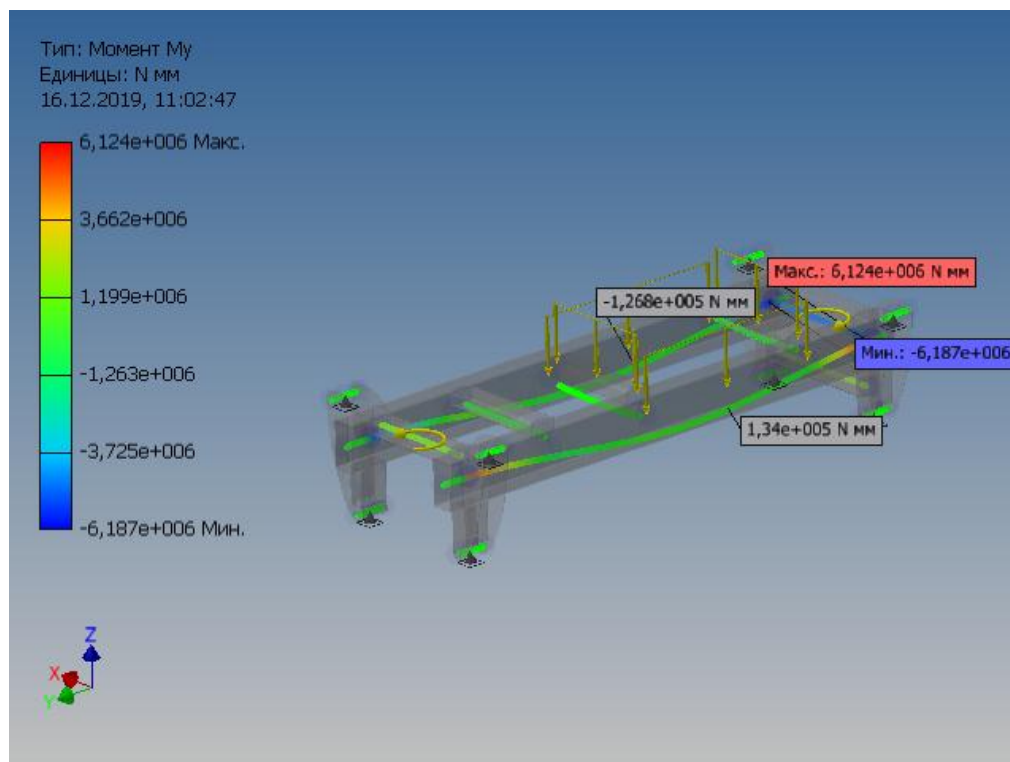 Тип: Момент My
Единицы: N мм
16.12.2019, 11:02:47
6,124e+006 Макс.
3,662e+006
1,199e+006
-1,263e+006
-3,725e+006
-6,187e+006 Мин.
Макс.: 6,124e+006 N мм
-1,268e+005 N мм
Мин.: -6,187e+006
1,34e+005 N мм
Z
X
Y